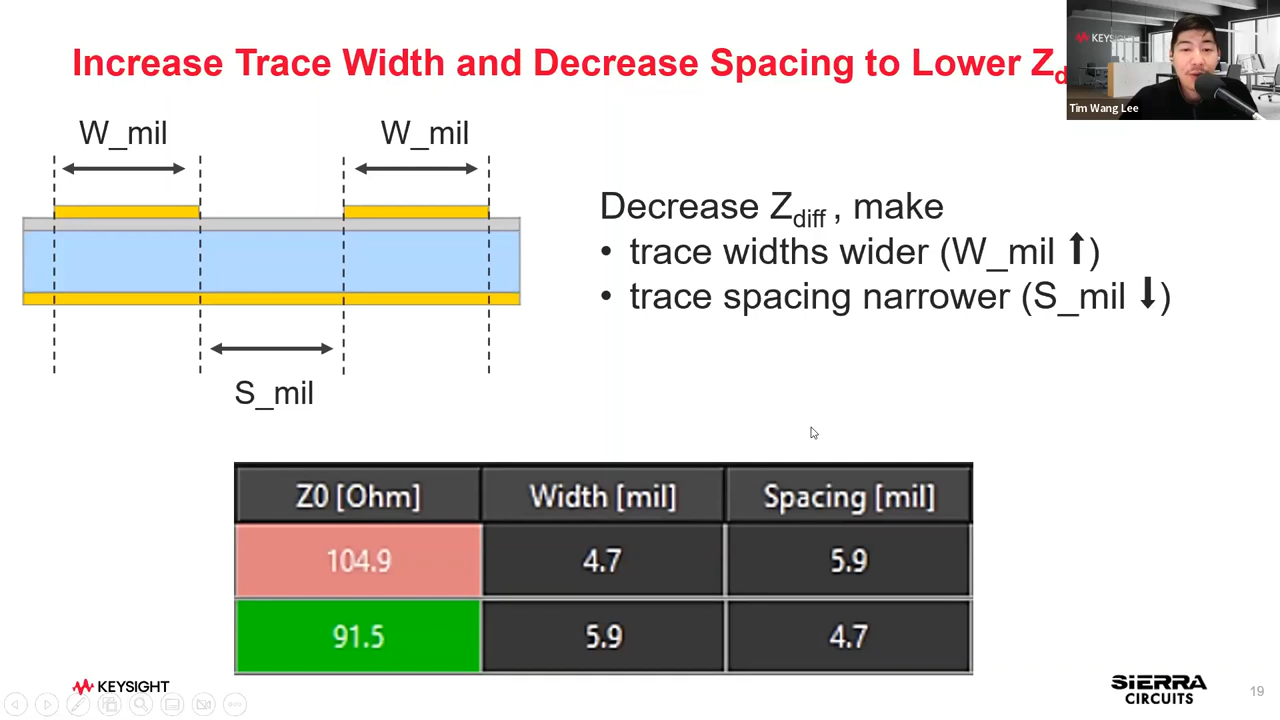 Increase Trace Width and Decrease Spacing to Lower Zd
KEYSIGHT
Tim Wang Lee
W_mil W_mil
Decrease Zdiff , make
• trace widths wider (W_mil ⬆)
• trace spacing narrower (S_mil ⬇)
S_mil
Z0 [Ohm] Width [mil] Spacing [mil]
104.9 4.7 5.9
91.5 5.9 4.7
KEYSIGHT
SIERRA
CIRCUITS
19